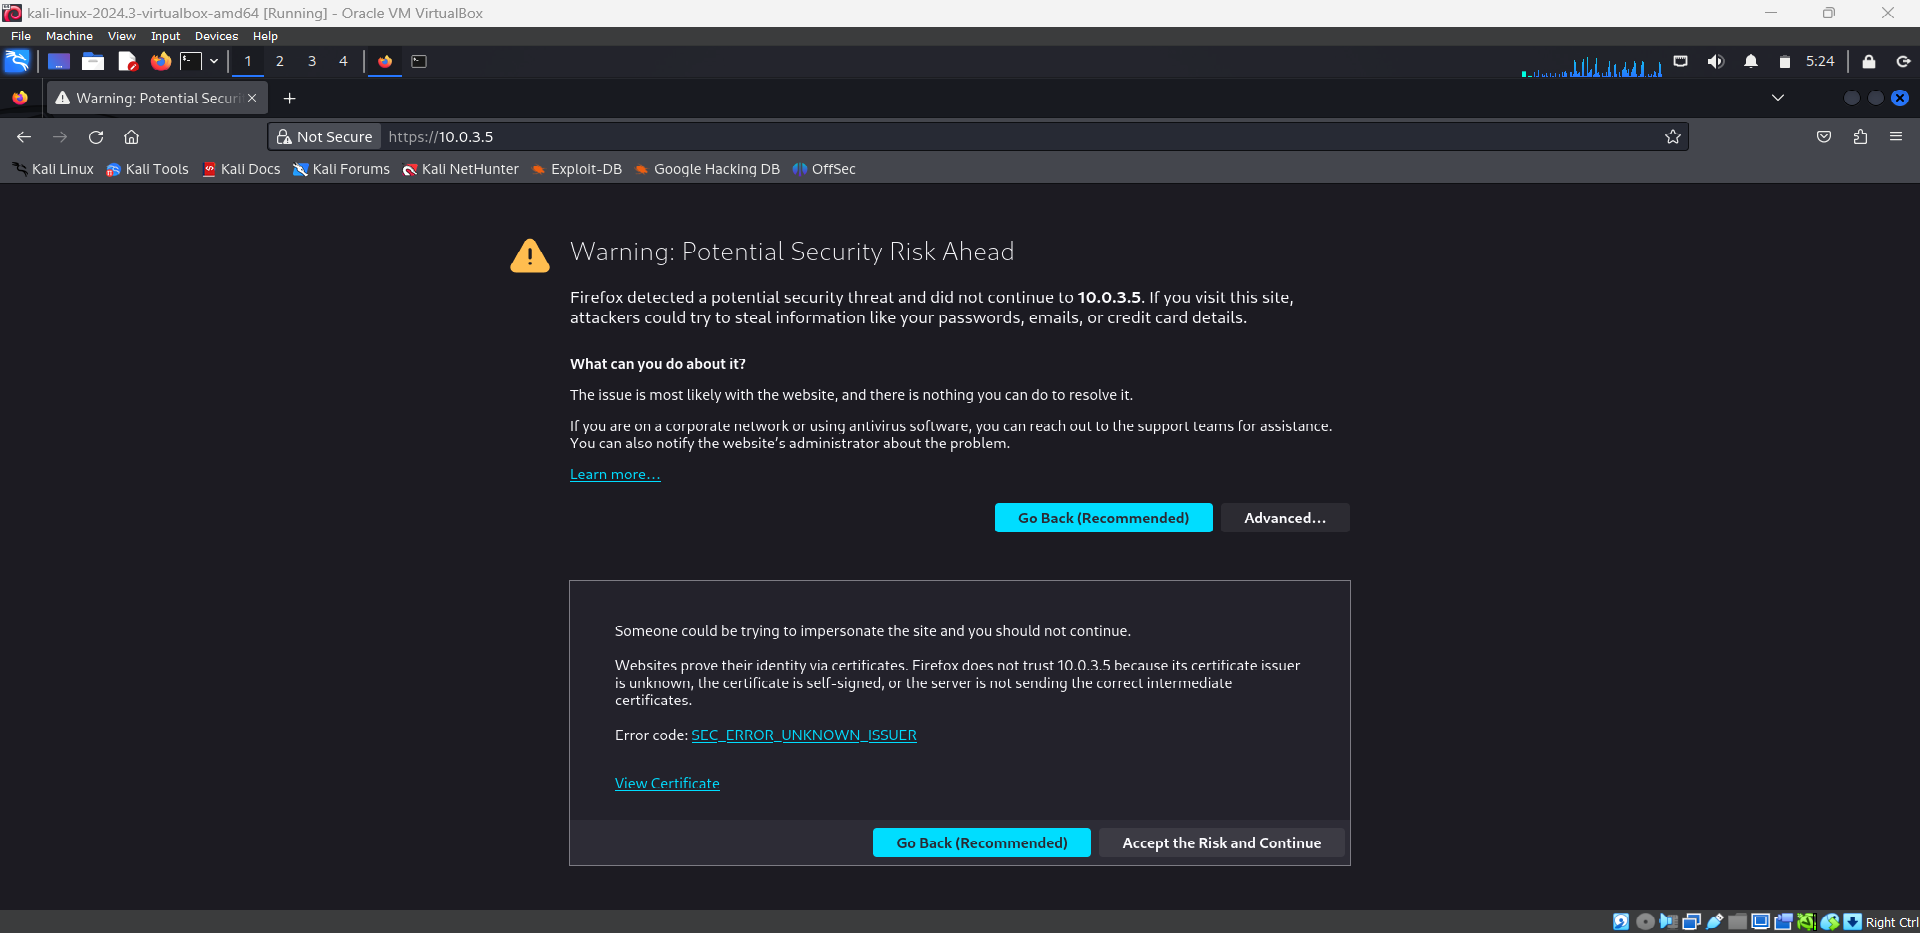 kali-linux-2024.3-virtualbox-amd64 [Running] - Oracle VM VirtualBox
File Machine View Input Devices Help
1 2 3 4 5:24
Warning: Potential Securi
Not Secure https://10.0.3.5
Kali Linux Kali Tools Kali Docs Kali Forums Kali NetHunter Exploit-DB Google Hacking DB OffSec
Warning: Potential Security Risk Ahead
Firefox detected a potential security threat and did not continue to 10.0.3.5. If you visit this site,
attackers could try to steal information like your passwords, emails, or credit card details.
What can you do about it?
The issue is most likely with the website, and there is nothing you can do to resolve it.
If you are on a corporate network or using antivirus software, you can reach out to the support teams for assistance.
You can also notify the website's administrator about the problem.
Learn more…
Go Back (Recommended) Advanced…
Someone could be trying to impersonate the site and you should not continue.
Websites prove their identity via certificates. Firefox does not trust 10.0.3.5 because its certificate issuer
is unknown, the certificate is self-signed, or the server is not sending the correct intermediate
certificates.
Error code: SEC_ERROR_UNKNOWN_ISSUER
View Certificate
Go Back (Recommended) Accept the Risk and Continue
Right Ctrl